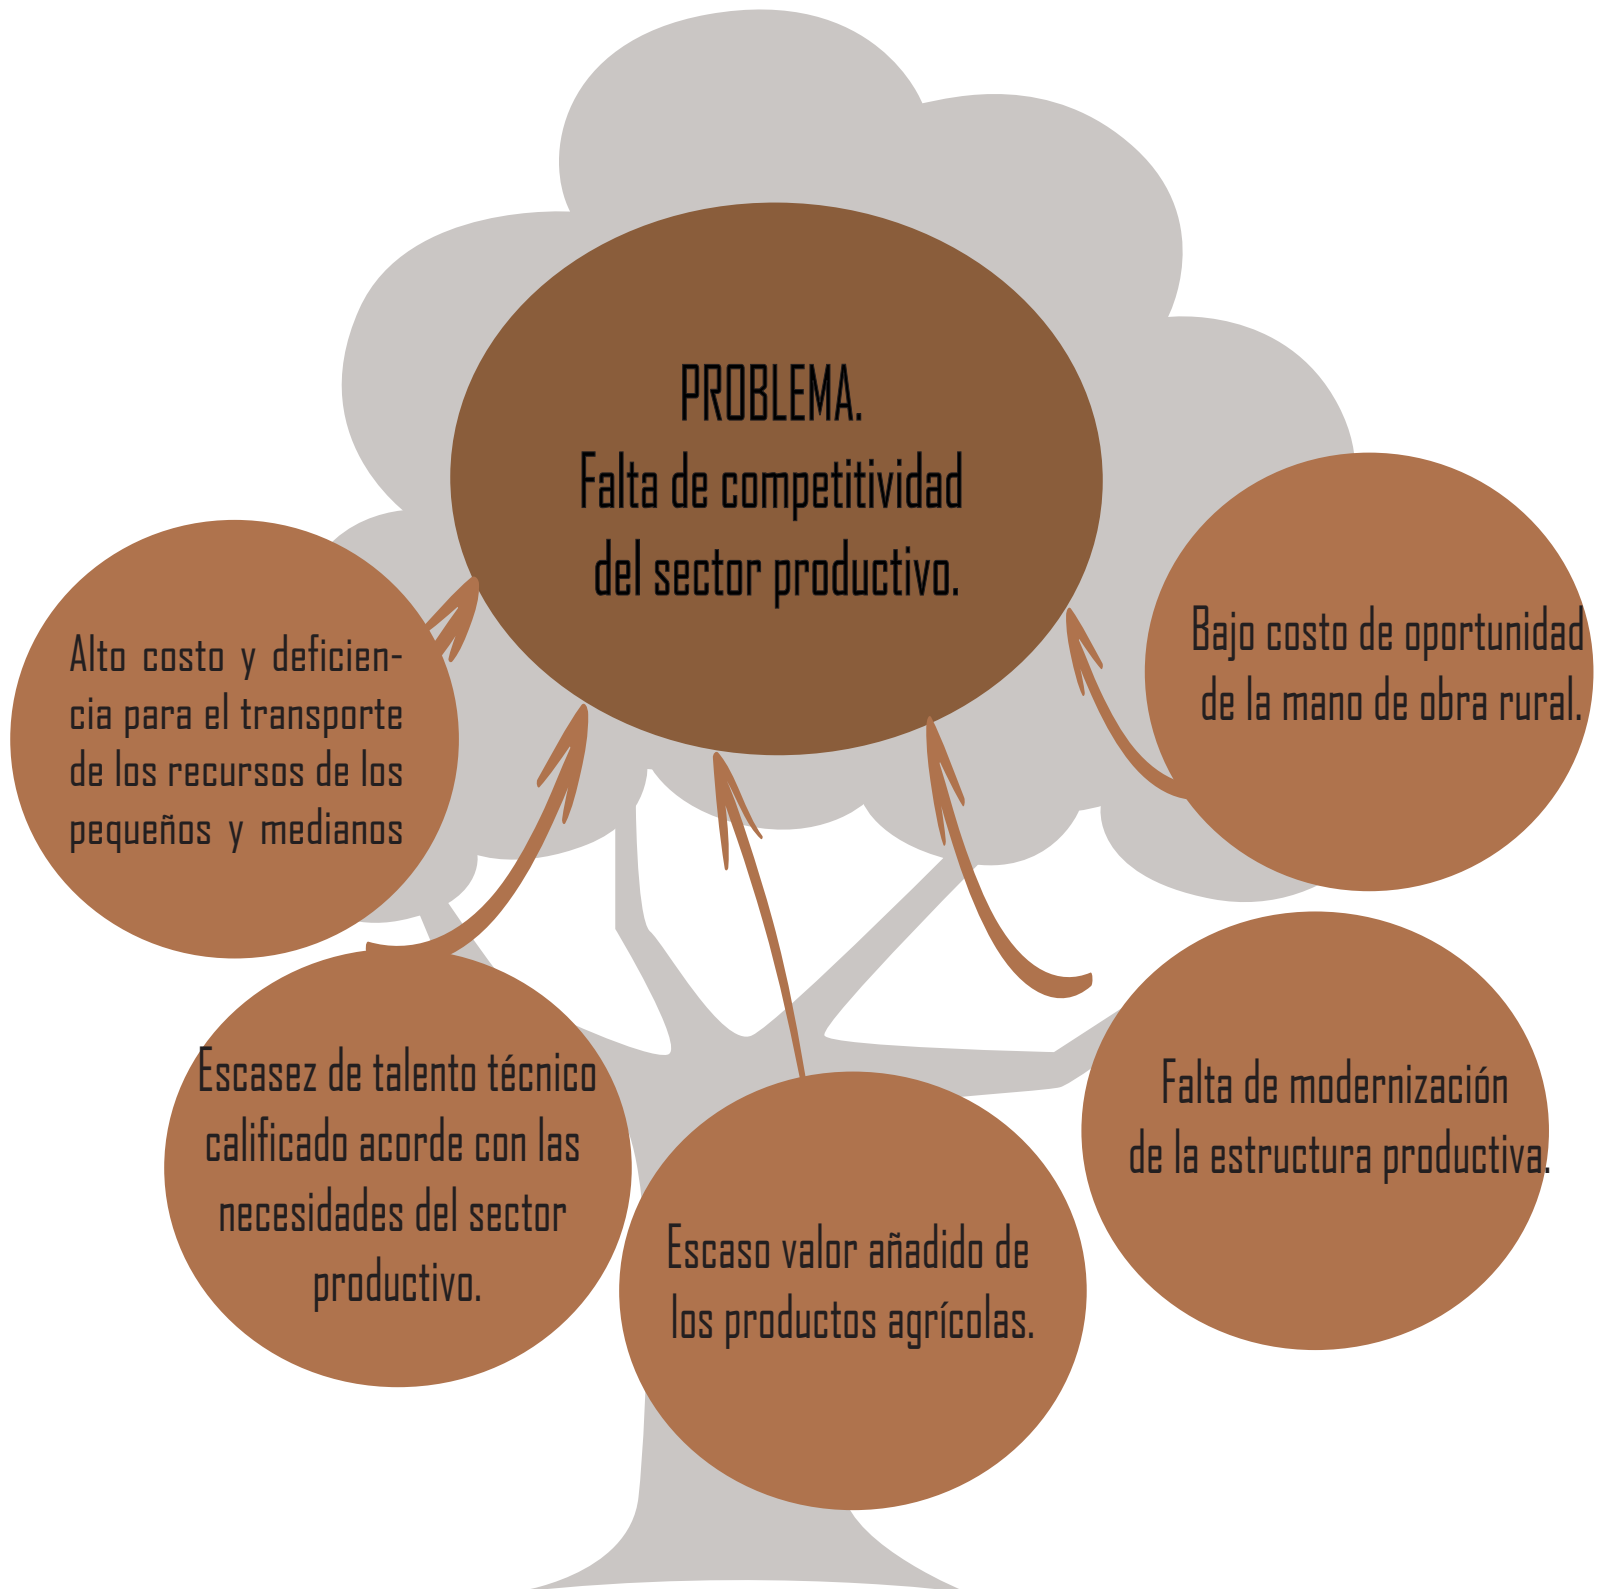 PROBLEMA.
Falta de competitividad
del sector productivo.
Alto costo y deficien-
cia para el transporte
de los recursos de los
pequeños y medianos
Bajo costo de oportunidad
de la mano de obra rural.
Escasez de talento técnico
calificado acorde con las
necesidades del sector
productivo.
Escaso valor añadido de
los productos agrícolas.
Falta de modernización
de la estructura productiva.